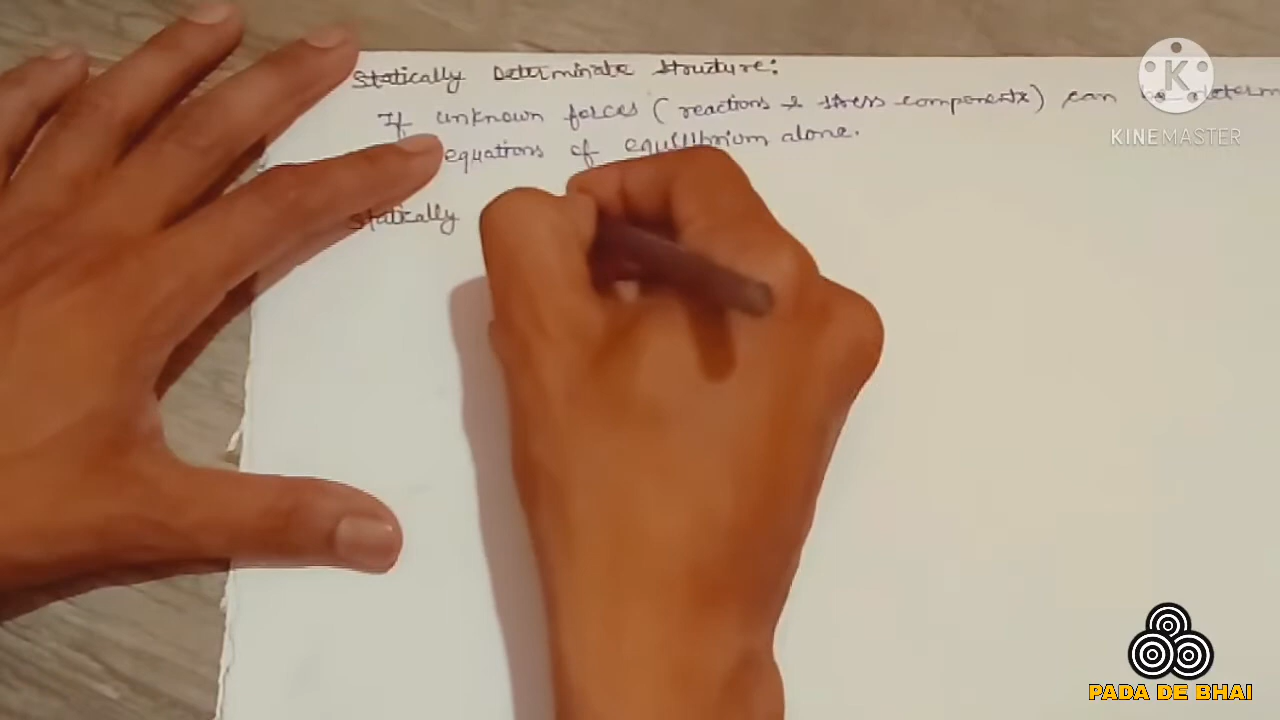 Statically Determinate Structure:
If unknown forces (reactions & stress components) can
equations of equilibrium alone.
Statically
K
KINEMASTER
PADA DE BHAI